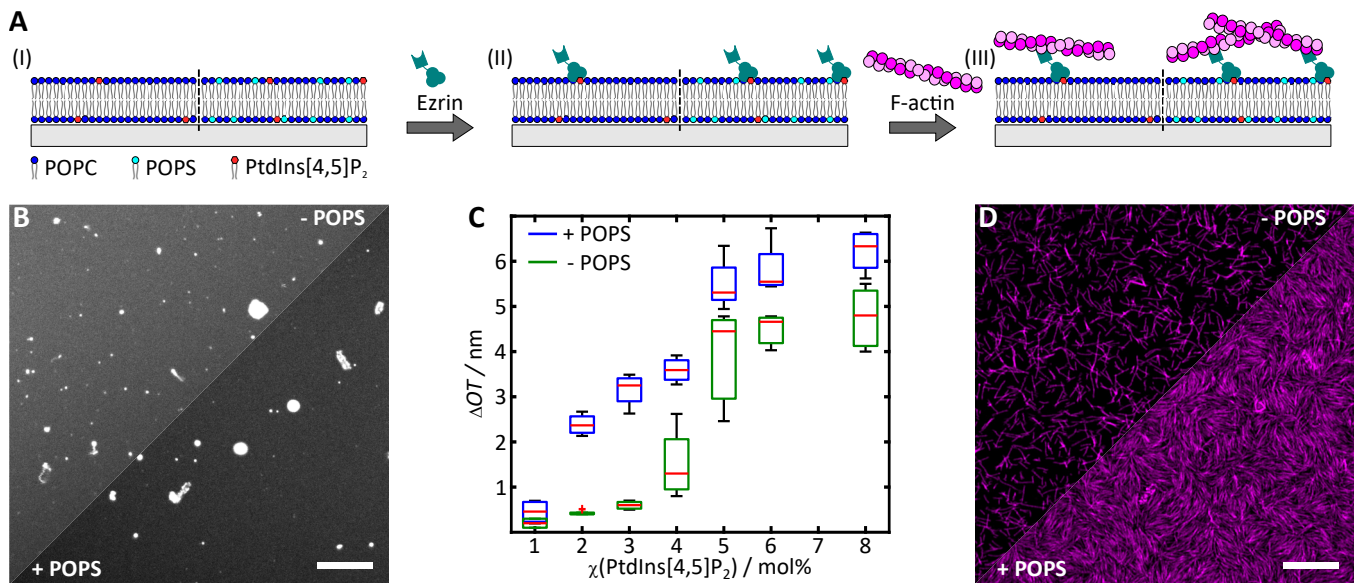 A
(I)
(II)
(III)
Ezrin
F-actin
POPC
POPS
PtdIns[4,5]P₂
B
- POPS
+ POPS
C
+ POPS
- POPS
ΔOT / nm
6
5
4
3
2
1
1 2 3 4 5 6 7 8
χ(PtdIns[4,5]P₂) / mol%
D
- POPS
+ POPS